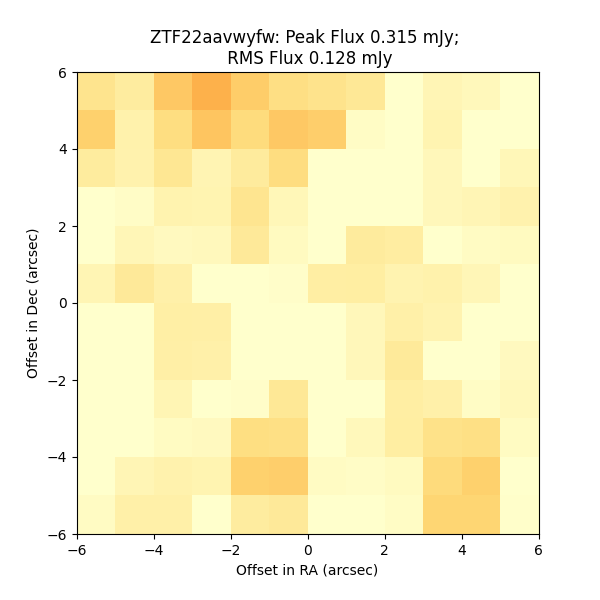 ZTF22aavwyfw: Peak Flux 0.315 mJy;
RMS Flux 0.128 mJy
6
4
2
0
−2
−4
−6
Offset in Dec (arcsec)
−6 −4 −2 0 2 4 6
Offset in RA (arcsec)